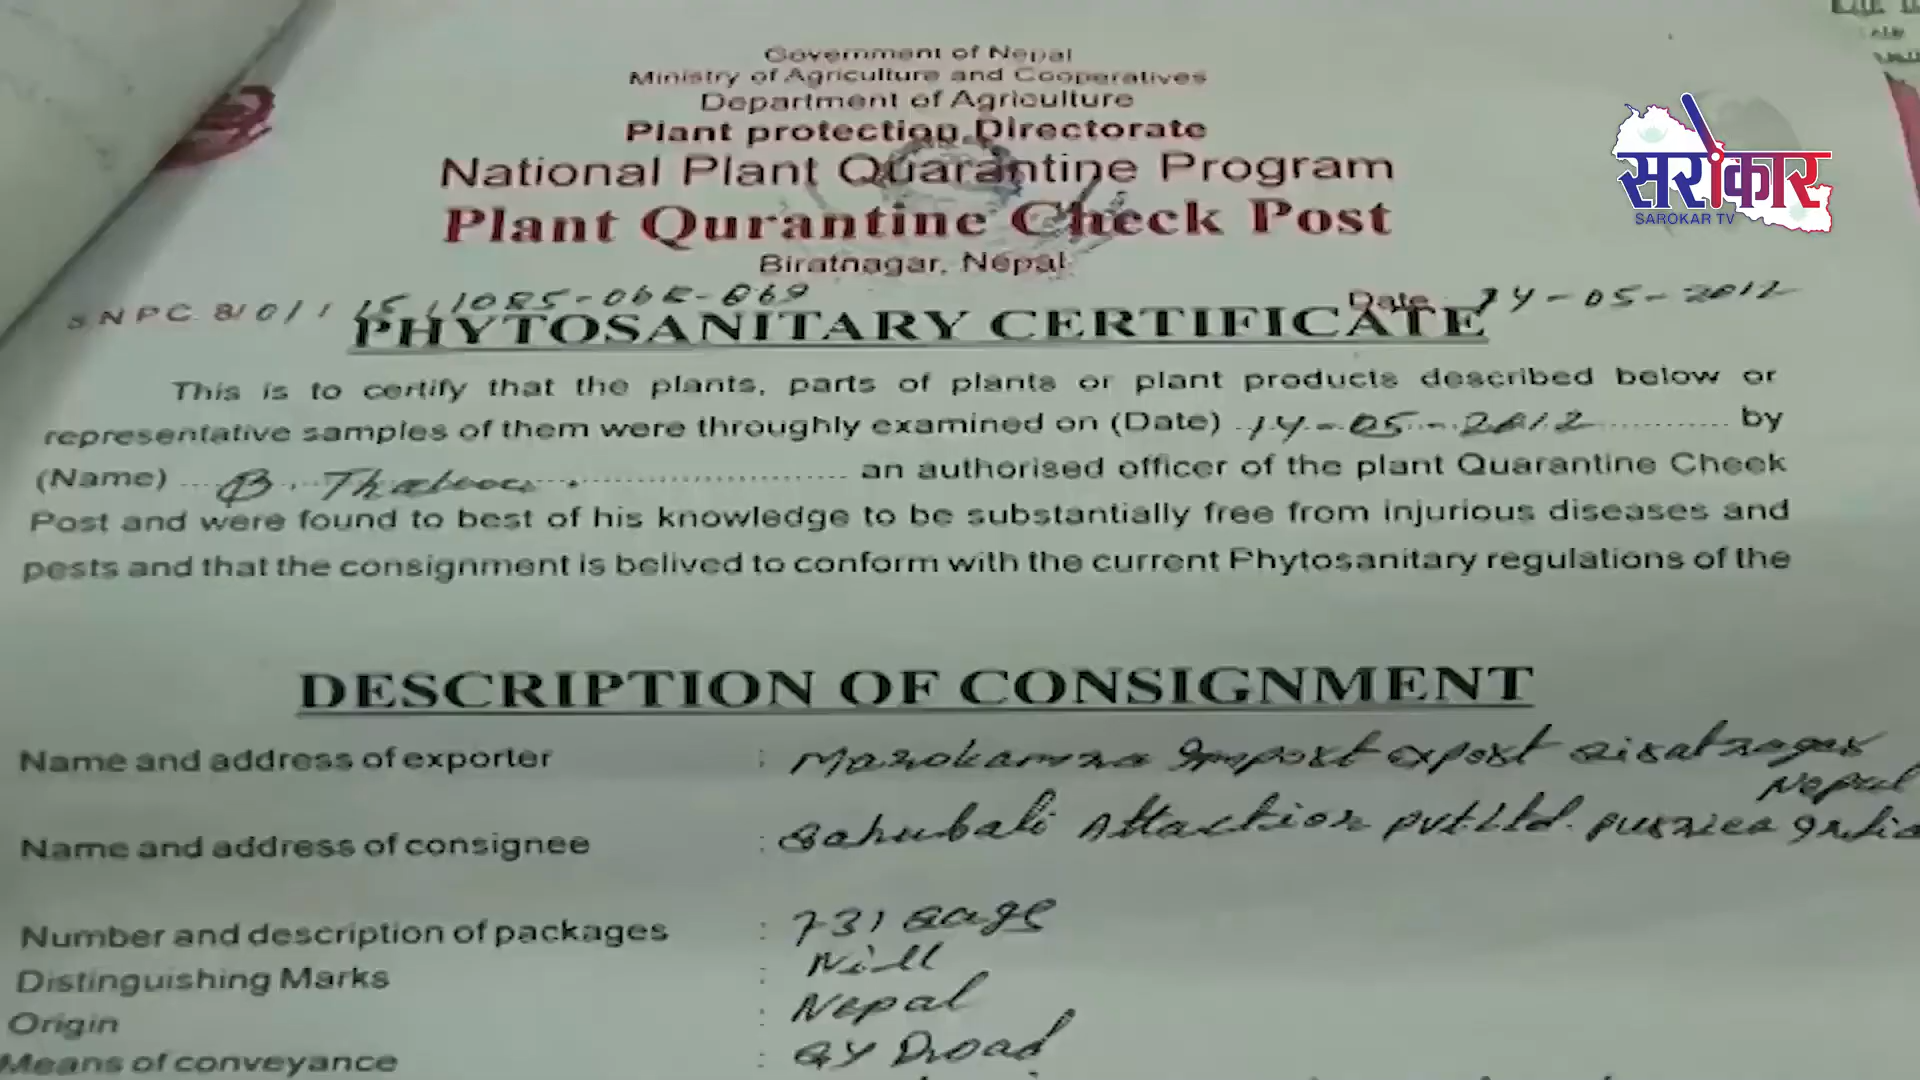 Government of Nepal
Ministry of Agriculture and Cooperatives
Department of Agriculture
Plant protection Directorate
National Plant Quarantine Program
Plant Qurantine Check Post
Biratnagar, Nepal
सरोकार
SAROKAR TV
Date 14-05-2012
PHYTOSANITARY CERTIFICATE
This is to certify that the plants, parts of plants or plant products described below or
representative samples of them were throughly examined on (Date) 14-05-2012 by
(Name) B. an authorised officer of the plant Quarantine Check
Post and were found to best of his knowledge to be substantially free from injurious diseases and
pests and that the consignment is belived to conform with the current Phytosanitary regulations of the
DESCRIPTION OF CONSIGNMENT
Name and address of exporter : Import export Biratnagar
Nepal
Name and address of consignee : pvt. Ltd.
Number and description of packages : 731 Bags
Distinguishing Marks : Nill
Origin : Nepal
Means of conveyance : road